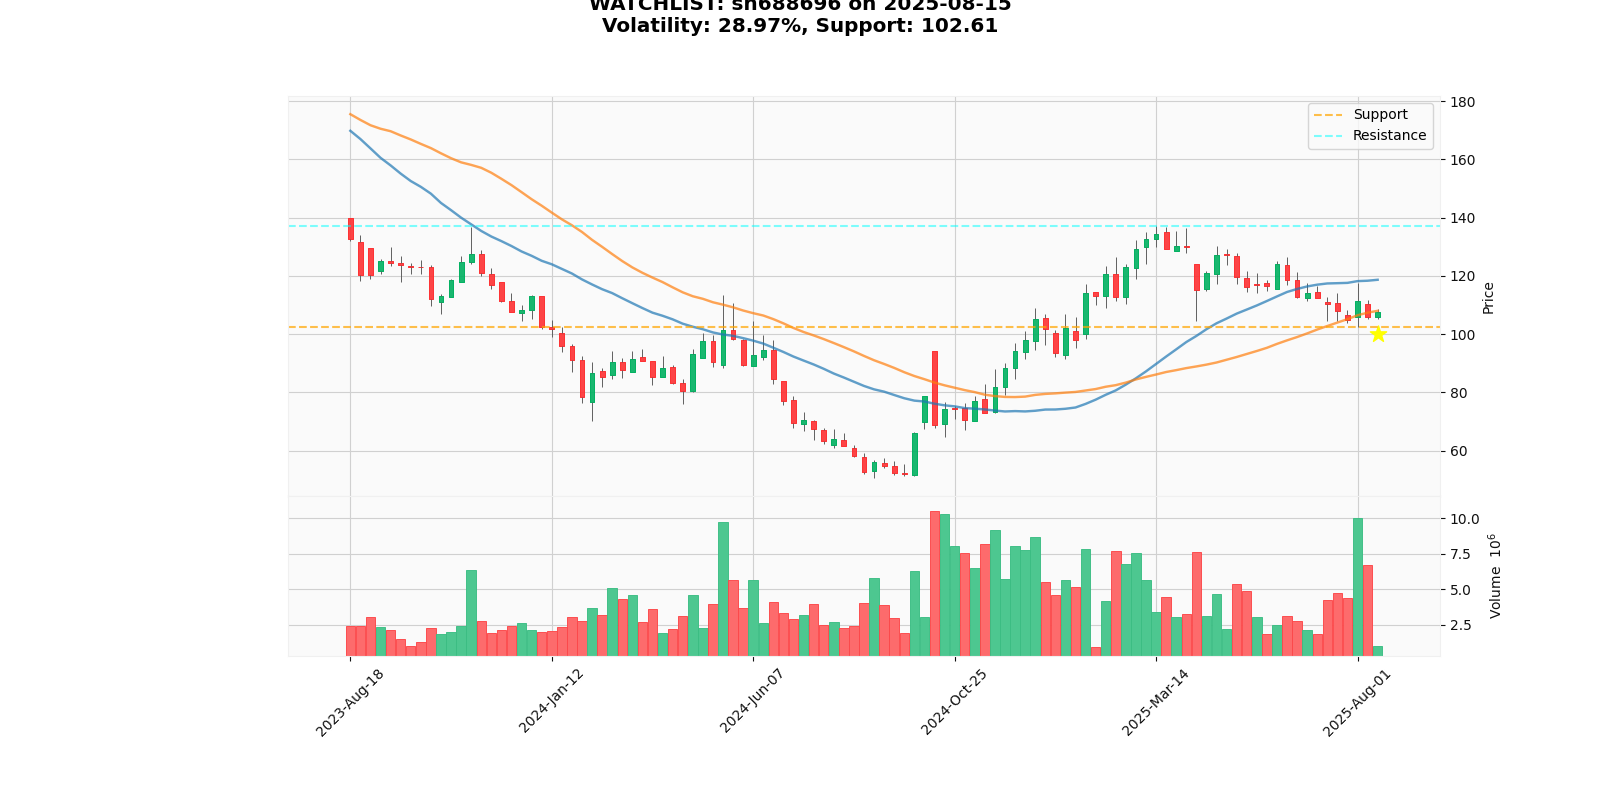 WATCHLIST: sh688696 on 2025-08-15
Volatility: 28.97%, Support: 102.61
Support
Resistance
180
160
140
120
100
80
60
Price
10.0
7.5
5.0
2.5
Volume 10^6
2023-Aug-18
2024-Jan-12
2024-Jun-07
2024-Oct-25
2025-Mar-14
2025-Aug-01